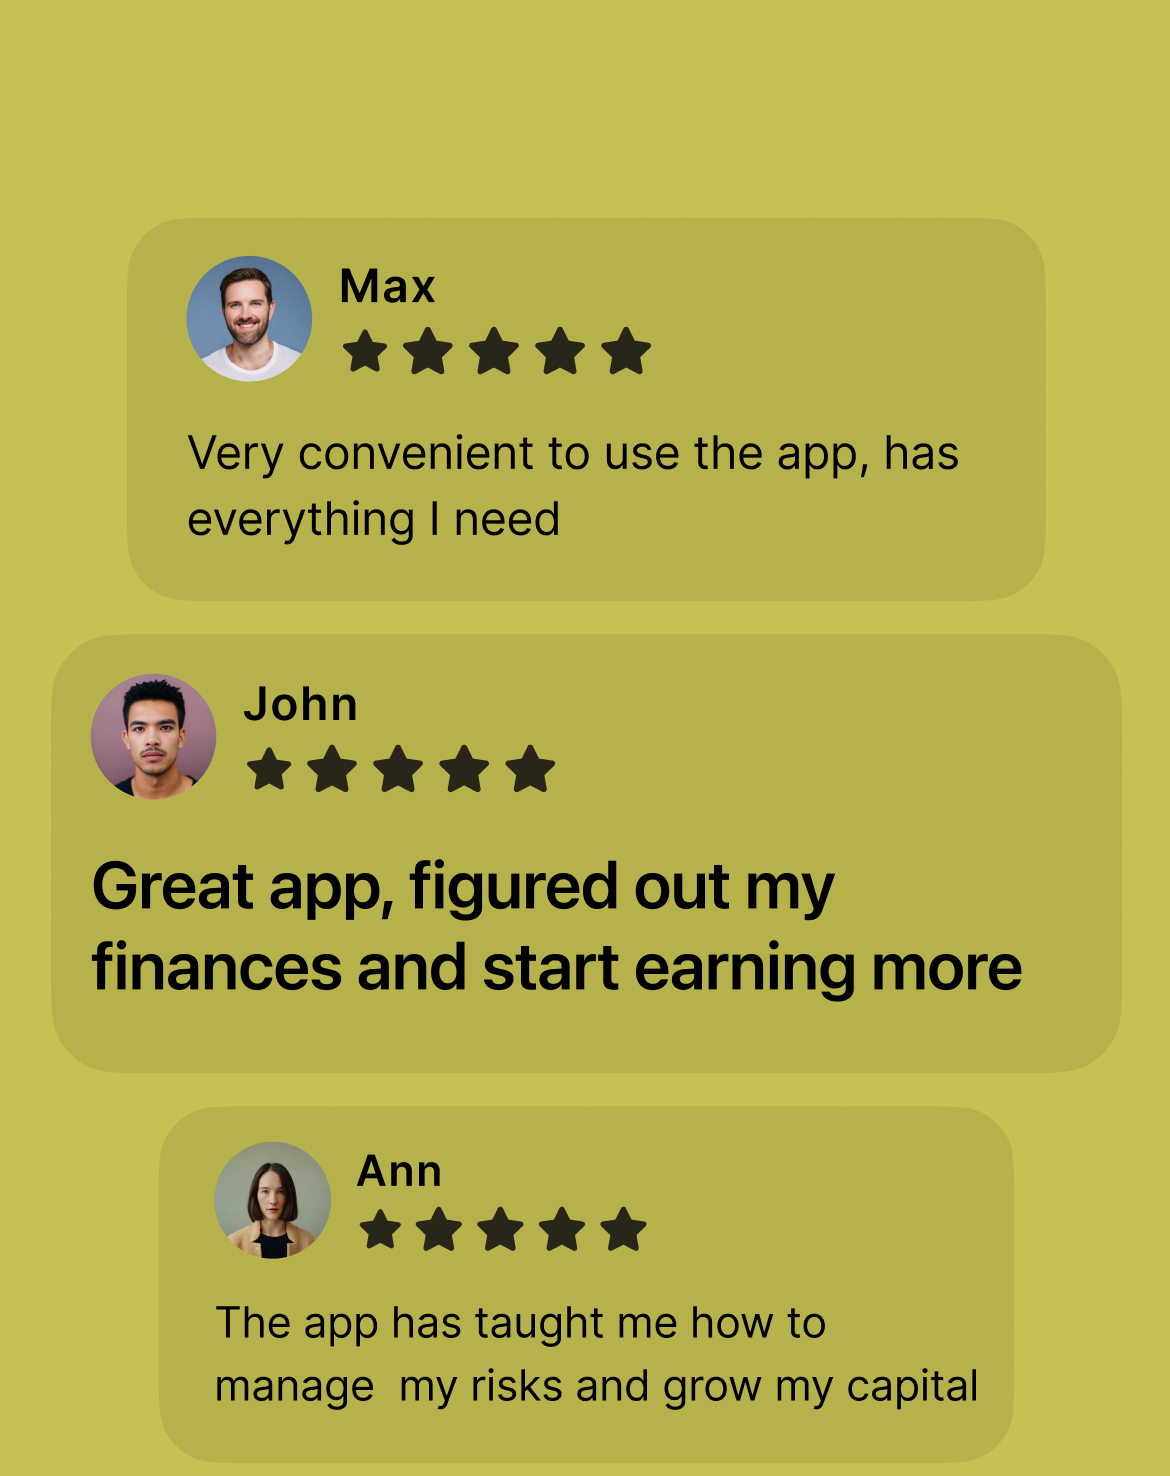 Max
Very convenient to use the app, has
everything I need
John
Great app, figured out my
finances and start earning more
Ann
The app has taught me how to
manage  my risks and grow my capital